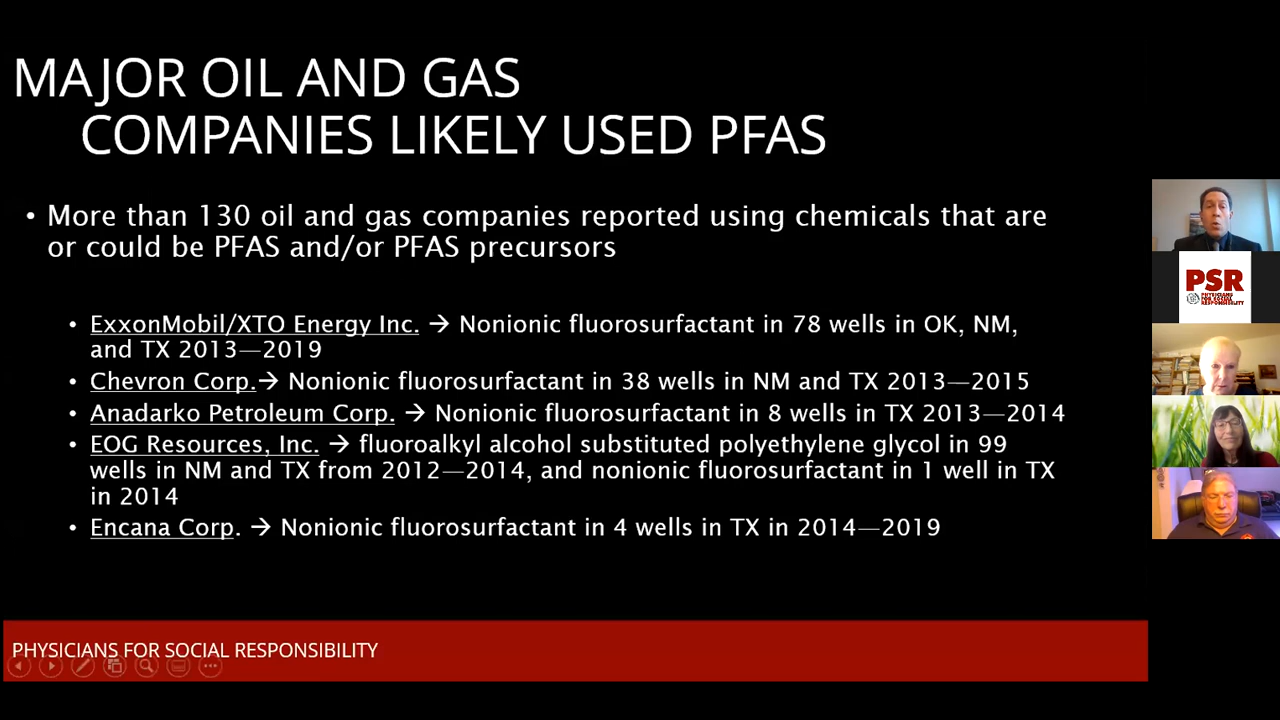 MAJOR OIL AND GAS
COMPANIES LIKELY USED PFAS
• More than 130 oil and gas companies reported using chemicals that are
or could be PFAS and/or PFAS precursors
• ExxonMobil/XTO Energy Inc. → Nonionic fluorosurfactant in 78 wells in OK, NM,
and TX 2013—2019
• Chevron Corp.→ Nonionic fluorosurfactant in 38 wells in NM and TX 2013—2015
• Anadarko Petroleum Corp. → Nonionic fluorosurfactant in 8 wells in TX 2013—2014
• EOG Resources, Inc. → fluoroalkyl alcohol substituted polyethylene glycol in 99
wells in NM and TX from 2012—2014, and nonionic fluorosurfactant in 1 well in TX
in 2014
• Encana Corp. → Nonionic fluorosurfactant in 4 wells in TX in 2014—2019
PHYSICIANS FOR SOCIAL RESPONSIBILITY
PSR
PHYSICIANS
FOR SOCIAL
RESPONSIBILITY